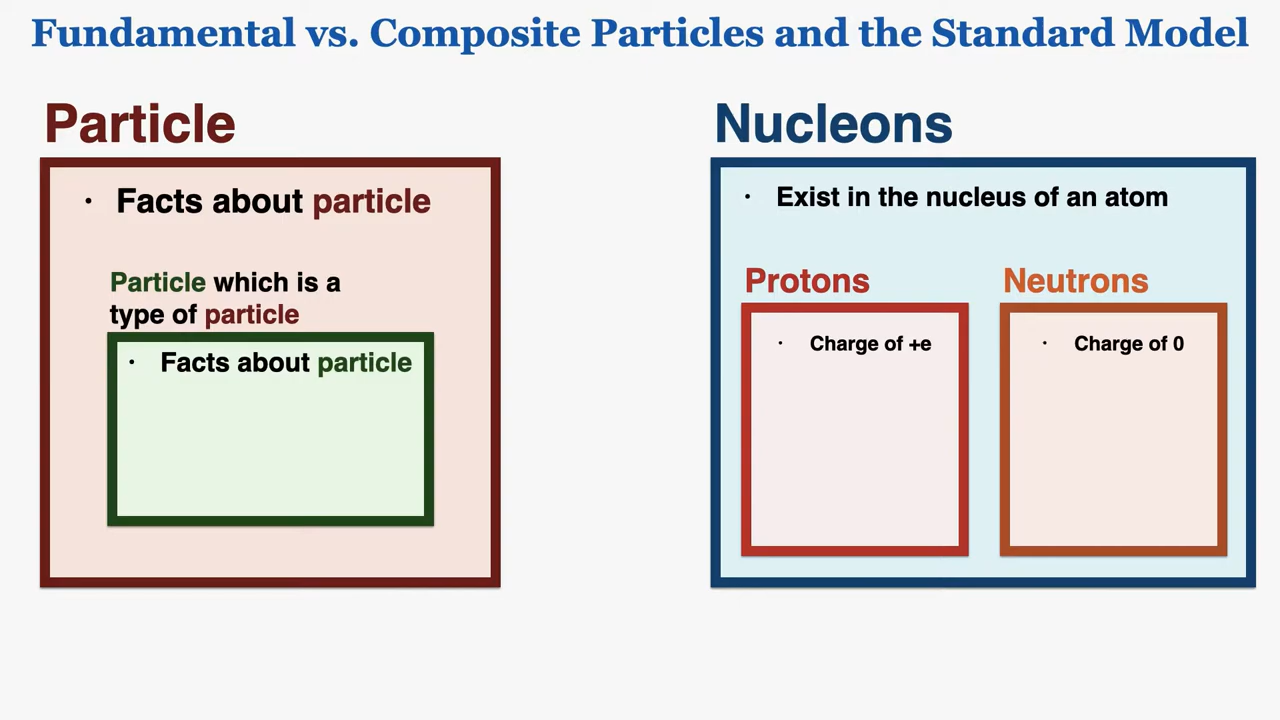 Fundamental vs. Composite Particles and the Standard Model
Particle
• Facts about particle
Particle which is a
type of particle
• Facts about particle
Nucleons
• Exist in the nucleus of an atom
Protons
• Charge of +e
Neutrons
• Charge of 0